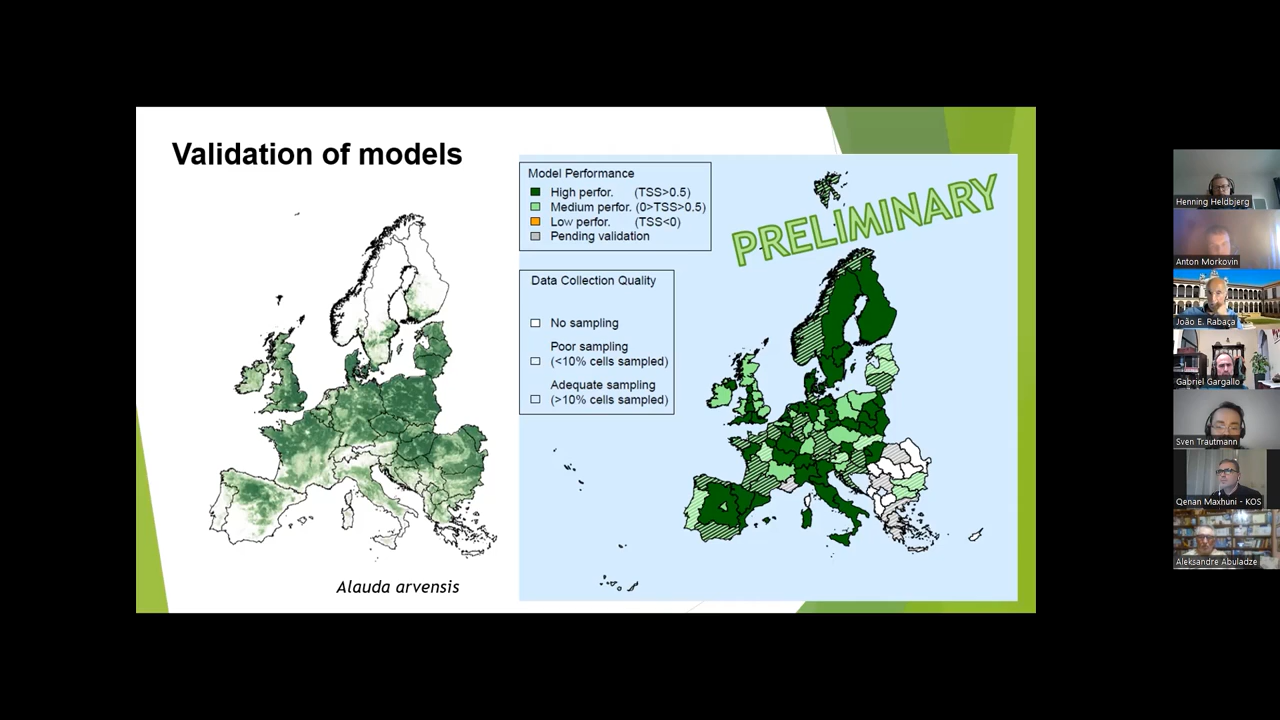 Validation of models
Model Performance
High perfor. (TSS>0.5)
Medium perfor. (0>TSS>0.5)
Low perfor. (TSS<0)
Pending validation
PRELIMINARY
Data Collection Quality
No sampling
Poor sampling
(<10% cells sampled)
Adequate sampling
(>10% cells sampled)
Alauda arvensis
Henning Heldbjerg
Anton Morkovin
João E. Rabaça
Gabriel Gargallo
Sven Trautmann
Qenan Maxhuni - KOS
Aleksandre Abuladze